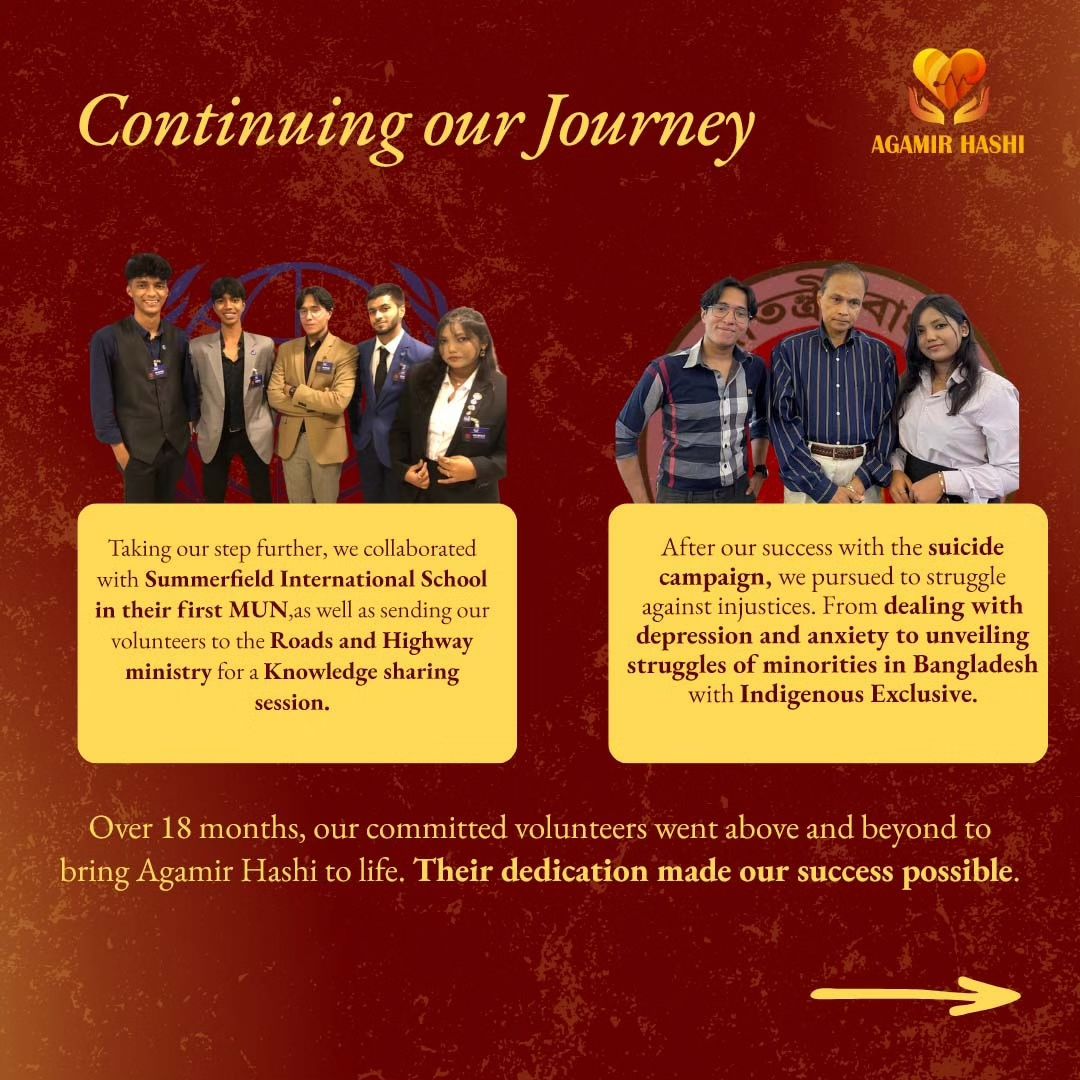 Continuing our Journey
AGAMIR HASHI
Taking our step further, we collaborated
with Summerfield International School
in their first MUN,as well as sending our
volunteers to the Roads and Highway
ministry for a Knowledge sharing
session.
After our success with the suicide
campaign, we pursued to struggle
against injustices. From dealing with
depression and anxiety to unveiling
struggles of minorities in Bangladesh
with Indigenous Exclusive.
Over 18 months, our committed volunteers went above and beyond to
bring Agamir Hashi to life. Their dedication made our success possible.